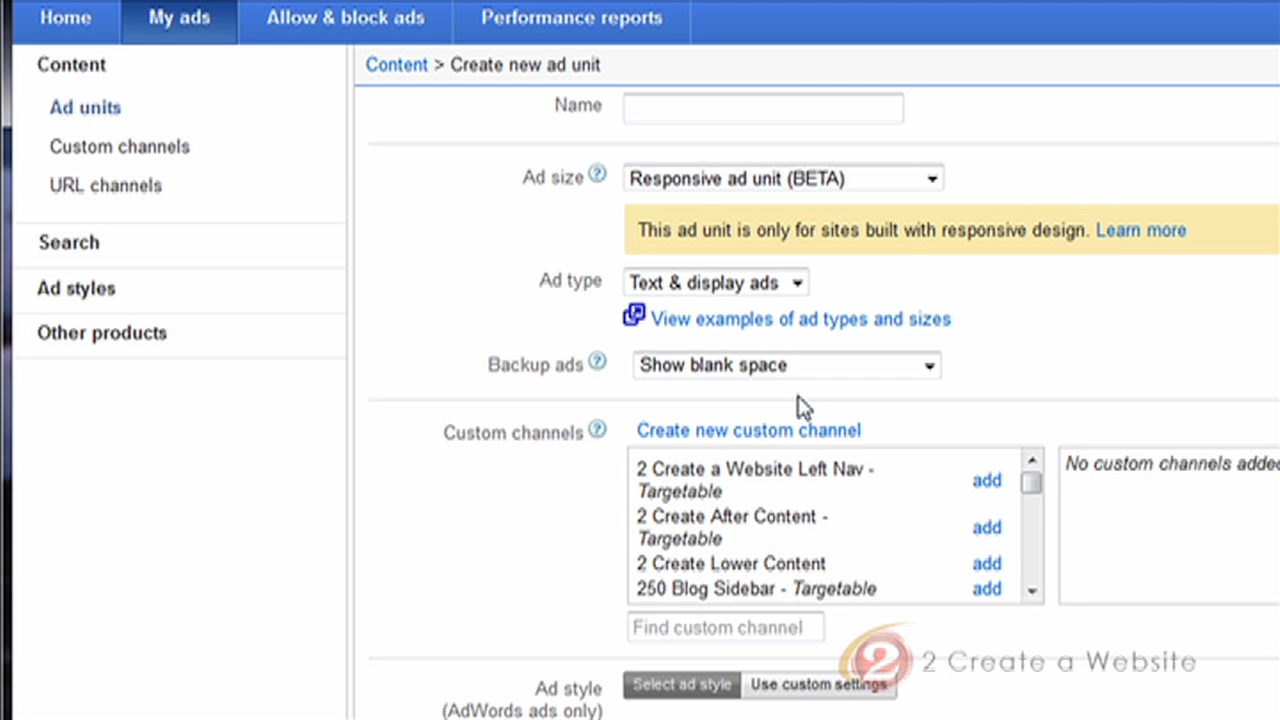 Home My ads Allow & block ads Performance reports
Content
Ad units
Custom channels
URL channels
Search
Ad styles
Other products
Content > Create new ad unit
Name
Ad size ? Responsive ad unit (BETA)
This ad unit is only for sites built with responsive design. Learn more
Ad type Text & display ads
View examples of ad types and sizes
Backup ads ? Show blank space
Custom channels ? Create new custom channel
2 Create a Website Left Nav - add
Targetable
2 Create After Content - add
Targetable
2 Create Lower Content add
250 Blog Sidebar - Targetable add
No custom channels added
Find custom channel
2 2 Create a Website
Ad style Select ad style Use custom settings
(AdWords ads only)